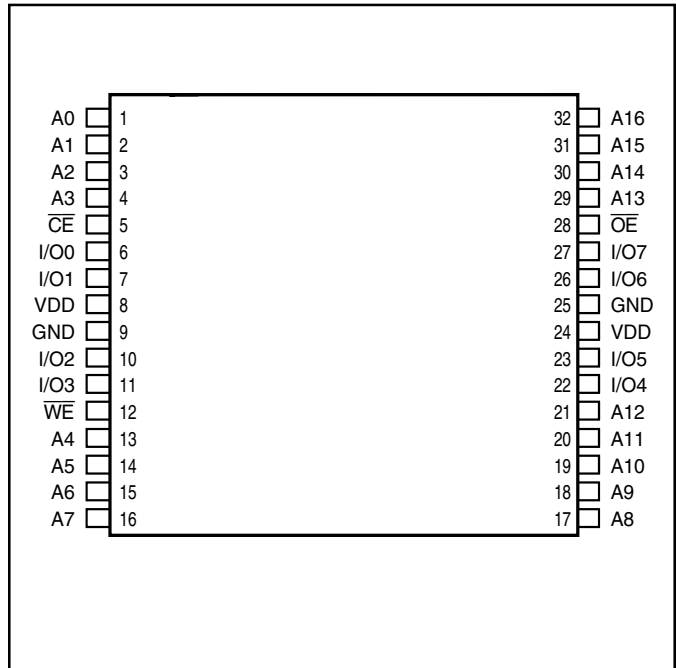 A0 1 32 A16
A1 2 31 A15
A2 3 30 A14
A3 4 29 A13
C̅E̅ 5 28 O̅E̅
I/O0 6 27 I/O7
I/O1 7 26 I/O6
VDD 8 25 GND
GND 9 24 VDD
I/O2 10 23 I/O5
I/O3 11 22 I/O4
W̅E̅ 12 21 A12
A4 13 20 A11
A5 14 19 A10
A6 15 18 A9
A7 16 17 A8